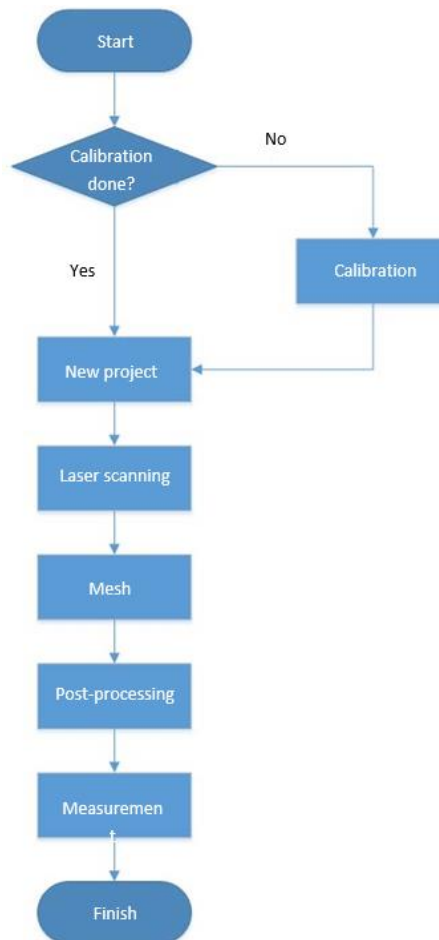 Start
Calibration
done?
No
Yes
Calibration
New project
Laser scanning
Mesh
Post-processing
Measuremen
t
Finish